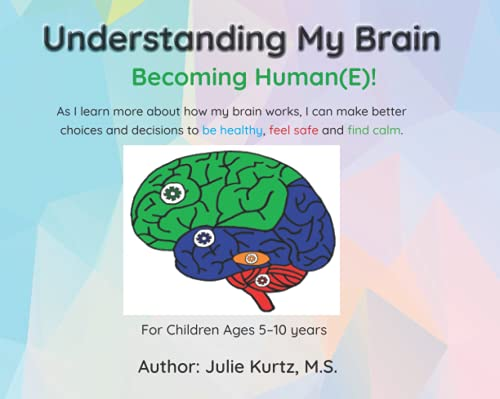 Understanding My Brain
Becoming Human(E)!
As I learn more about how my brain works, I can make better
choices and decisions to be healthy, feel safe and find calm.
For Children Ages 5–10 years
Author: Julie Kurtz, M.S.